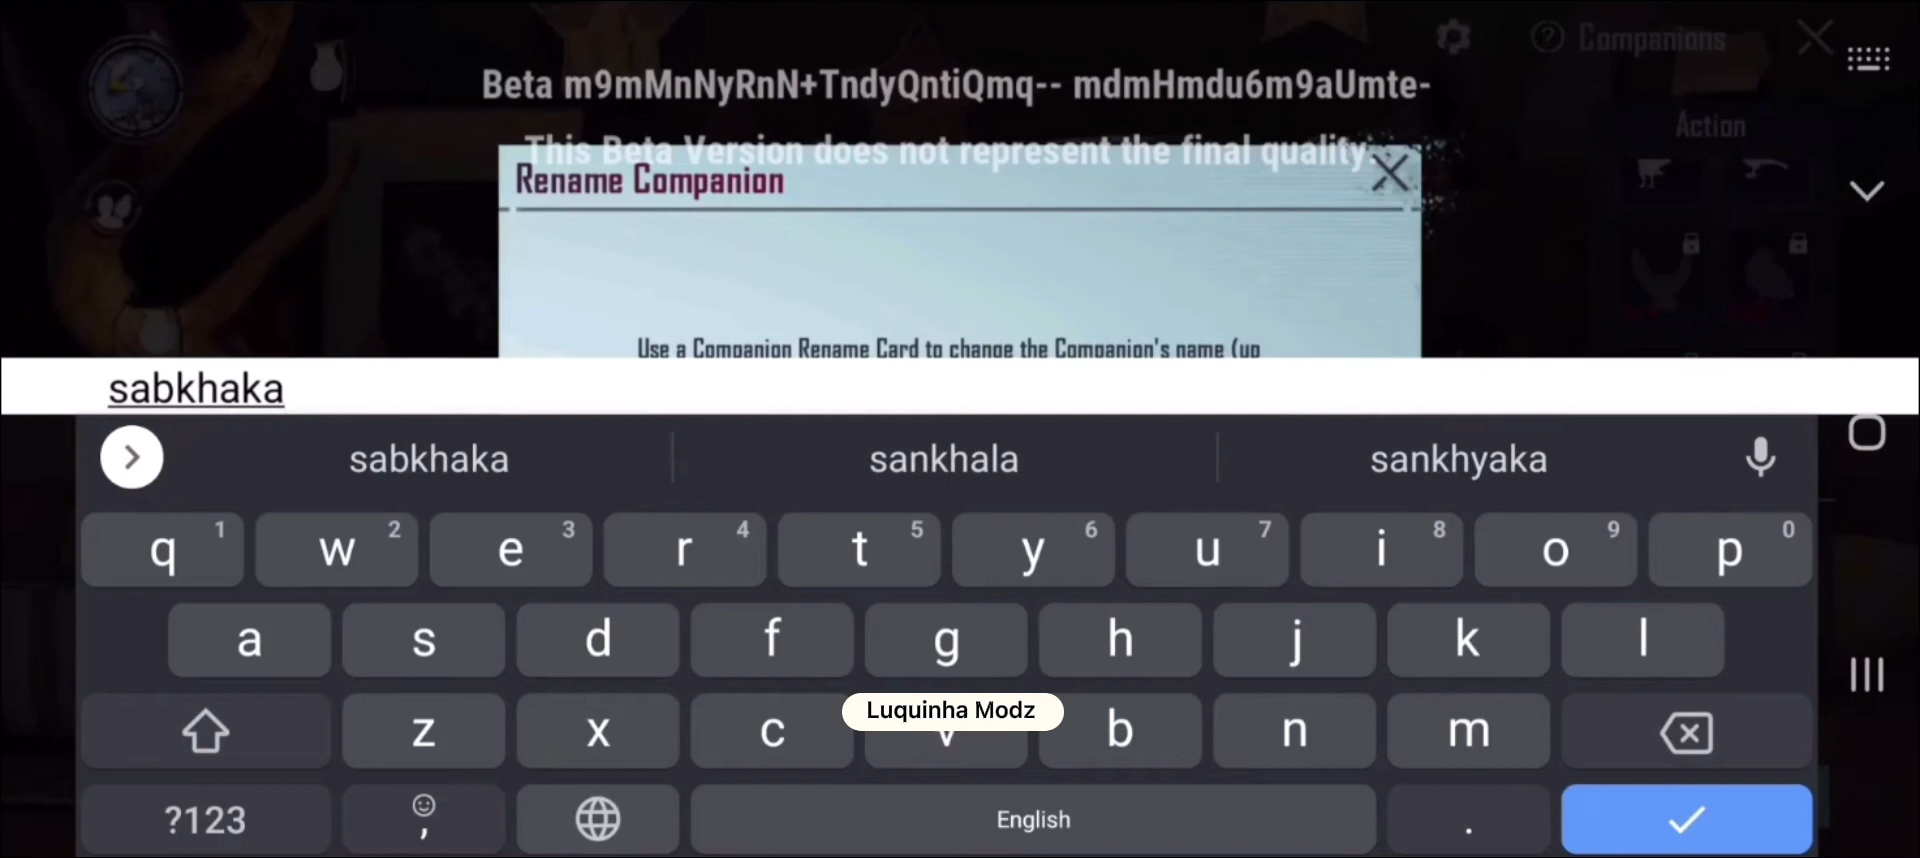 Companions
Beta m9mMnNyRnN+TndyQntiQmq-- mdmHmdu6m9aUmte-
Action
This Beta Version does not represent the final quality.
Rename Companion
Use a Companion Rename Card to change the Companion's name (up
sabkhaka
sabkhaka sankhala sankhyaka
q 1 w 2 e 3 r 4 t 5 y 6 u 7 i 8 o 9 p 0
a s d f g h j k l
Luquinha Modz
z x c v b n m
?123 , English .